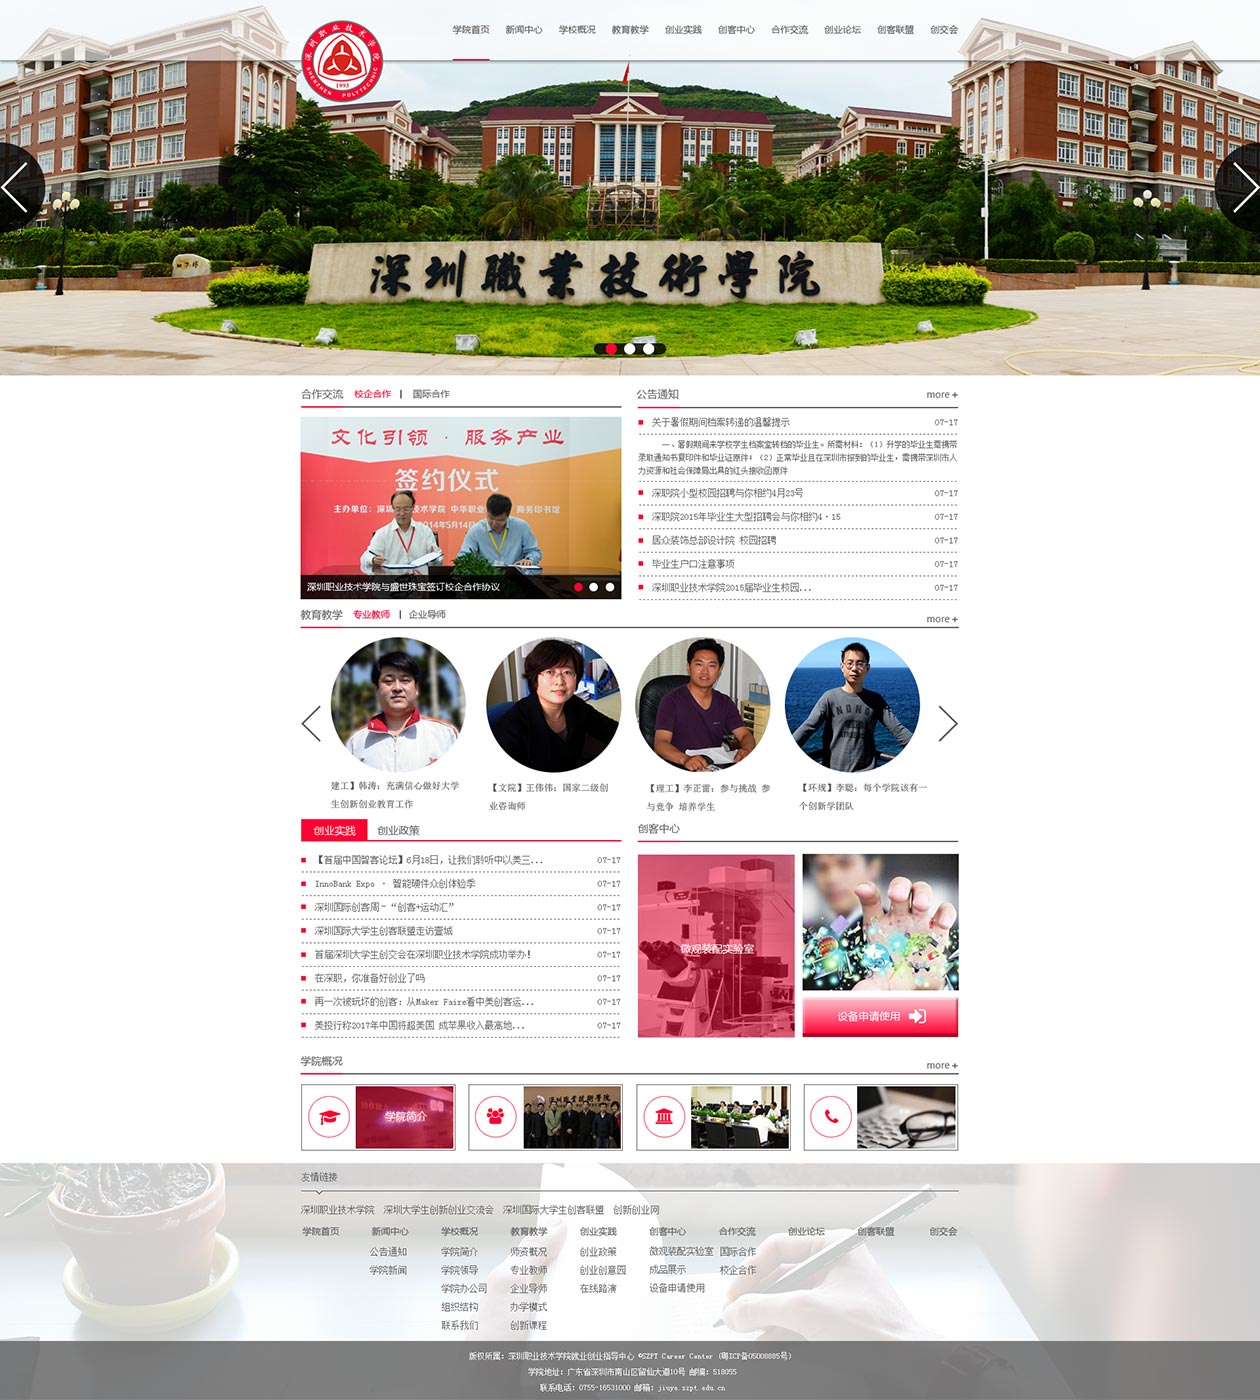 深圳职业技术学院
SHENZHEN POLYTECHNIC
1993
学院首页 新闻中心 学校概况 教育教学 创业实践 创客中心 合作交流 创业论坛 创客联盟 创交会
深圳職業技術學院
合作交流 校企合作 | 国际合作
文化引领 · 服务产业
签约仪式
中华职业
商务印书馆
2014年5月14日
深圳职业技术学院与盛世珠宝签订校企合作协议
公告通知 more +
关于暑假期间档案转递的温馨提示 07-17
一、暑假期间来学校学生档案室转档的毕业生。所需材料：（1）升学的毕业生需携带
录取通知书复印件和毕业证原件；（2）正常毕业且在深圳市报到的毕业生，需携带深圳市人
力资源和社会保障局出具的红头接收函原件
深职院小型校园招聘与你相约4月23号 07-17
深职院2015年毕业生大型招聘会与你相约4·15 07-17
居众装饰总部设计院 校园招聘 07-17
毕业生户口注意事项 07-17
深圳职业技术学院2015届毕业生校园... 07-17
教育教学 专业教师 | 企业导师 more +
建工】韩涛：充满信心做好大学
生创新创业教育工作
【文院】王伟伟：国家二级创
业咨询师
【理工】李正雷：参与挑战 参
与竞争 培养学生
【环规】李聪：每个学院该有一
个创新学团队
创业实践 创业政策
【首届中国智客论坛】6月18日，让我们聆听中以美三... 07-17
InnoBank Expo · 智能硬件众创体验季 07-17
深圳国际创客周－“创客+运动汇” 07-17
深圳国际大学生创客联盟走访壹城 07-17
首届深圳大学生创交会在深圳职业技术学院成功举办！ 07-17
在深职，你准备好创业了吗 07-17
再一次被玩坏的创客：从Maker Faire看中美创客运... 07-17
美投行称2017年中国将超美国 成苹果收入最高地... 07-17
创客中心
微观装配实验室
设备申请使用
学院概况 more +
学院简介
深圳職業技術學院
友情链接
深圳职业技术学院 深圳大学生创新创业交流会 深圳国际大学生创客联盟 创新创业网
学院首页 新闻中心 学校概况 教育教学 创业实践 创客中心 合作交流 创业论坛 创客联盟 创交会
公告通知 学院简介 师资概况 创业政策 微观装配实验室 国际合作
学院新闻 学院领导 专业教师 创业创意园 成品展示 校企合作
学院办公司 企业导师 在线路演 设备申请使用
组织结构 办学模式
联系我们 创新课程
版权所属：深圳职业技术学院就业创业指导中心 ©SZPT Career Center (粤ICP备05008885号)
学院地址：广东省深圳市南山区留仙大道10号 邮编：518055
联系电话：0755-16531000 邮箱：jiuye.szpt.edu.cn